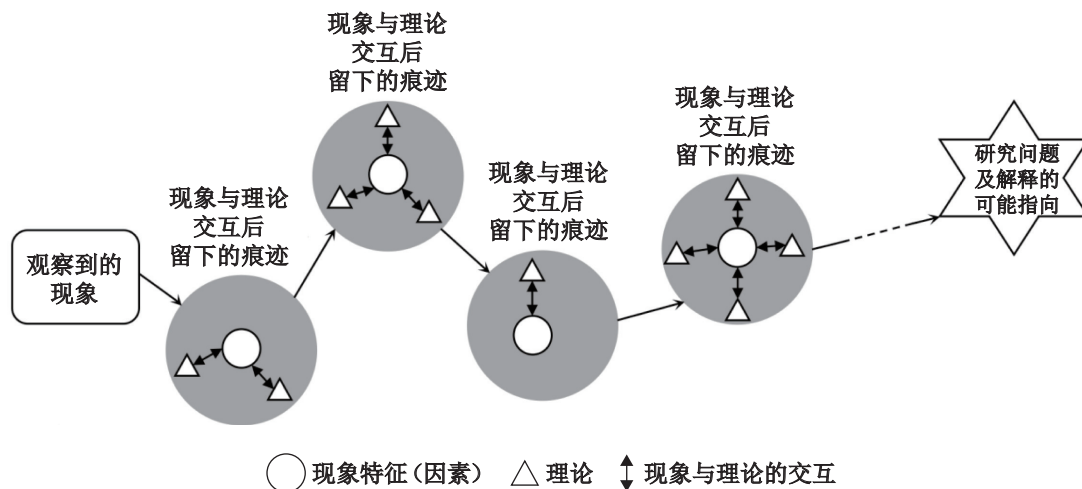 现象与理论
交互后
留下的痕迹
现象与理论
交互后
留下的痕迹
现象与理论
交互后
留下的痕迹
现象与理论
交互后
留下的痕迹
观察到的
现象
研究问题
及解释的
可能指向
现象特征(因素)
理论
现象与理论的交互